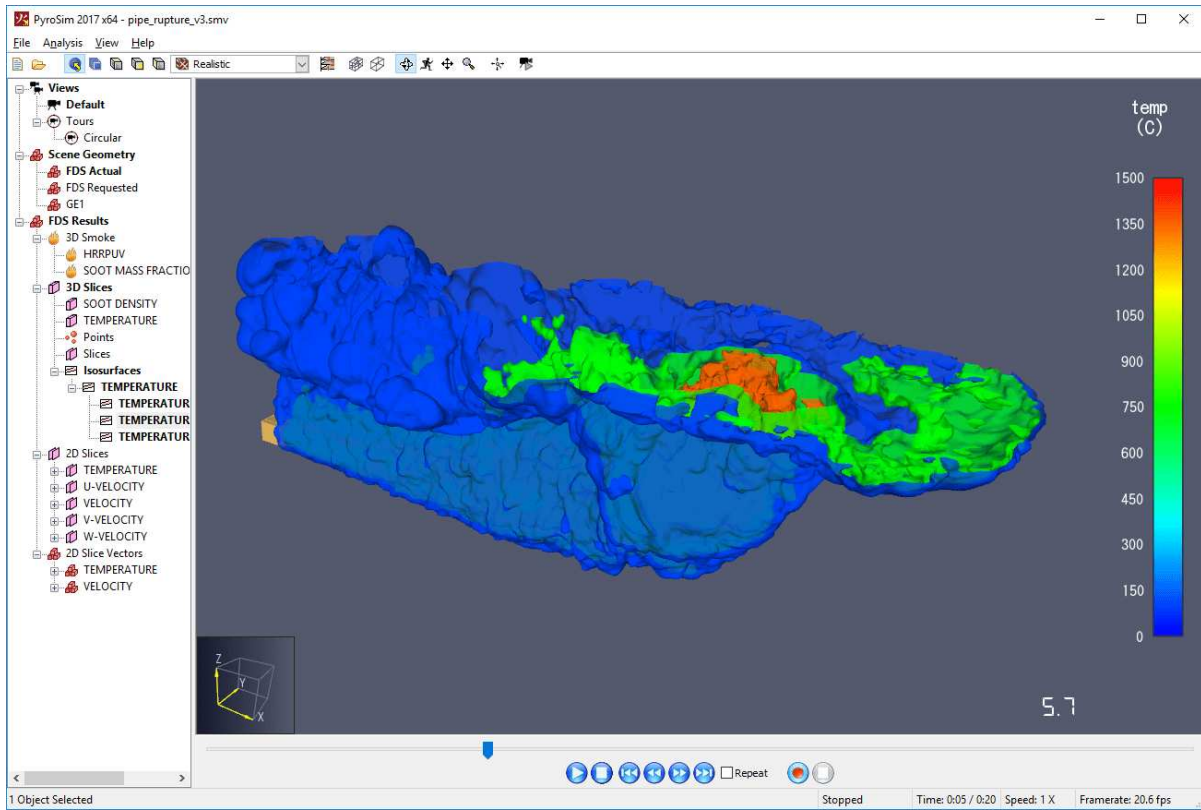 PyroSim 2017 x64 - pipe_rupture_v3.smv
File Analysis View Help
Realistic
Views
Default
Tours
Circular
Scene Geometry
FDS Actual
FDS Requested
GE1
FDS Results
3D Smoke
HRRPUV
SOOT MASS FRACTIO
3D Slices
SOOT DENSITY
TEMPERATURE
Points
Slices
Isosurfaces
TEMPERATURE
TEMPERATUR
TEMPERATUR
TEMPERATUR
2D Slices
TEMPERATURE
U-VELOCITY
VELOCITY
V-VELOCITY
W-VELOCITY
2D Slice Vectors
TEMPERATURE
VELOCITY
temp
(C)
1500
1350
1200
1050
900
750
600
450
300
150
0
Z
Y
X
5.7
Repeat
1 Object Selected Stopped Time: 0:05 / 0:20 Speed: 1 X Framerate: 20.6 fps